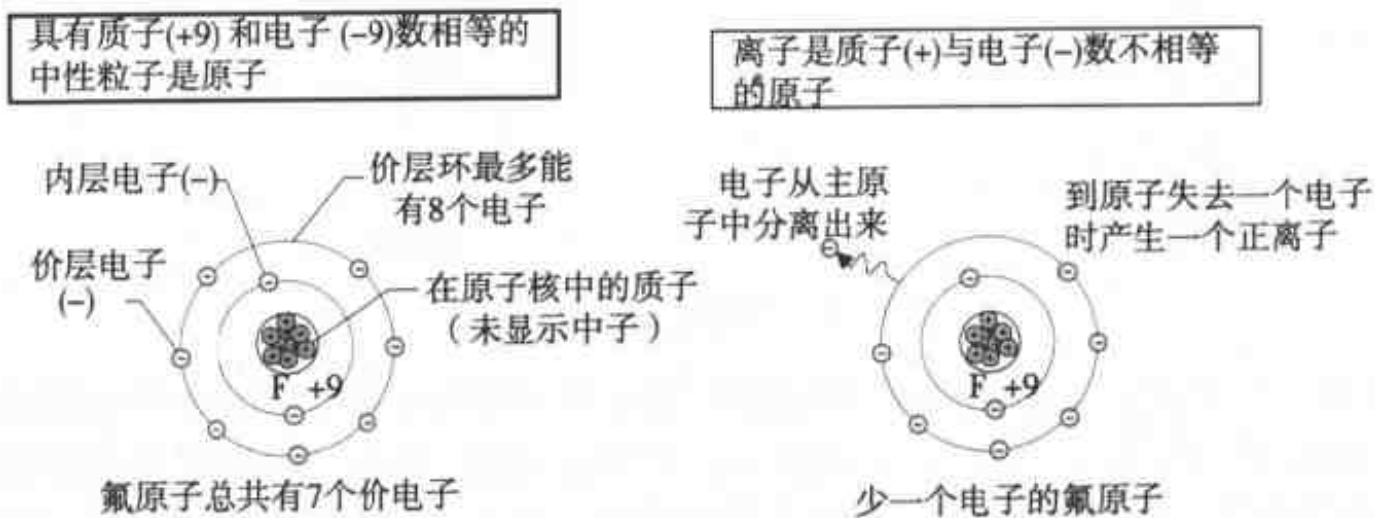 具有质子(+9) 和电子 (−9)数相等的
中性粒子是原子
内层电子(−)
价层环最多能
有8个电子
价层电子
(−)
在原子核中的质子
（未显示中子）
F +9
氟原子总共有7个价电子
离子是质子(+)与电子(−)数不相等
的原子
电子从主原
子中分离出来
到原子失去一个电子
时产生一个正离子
F +9
少一个电子的氟原子